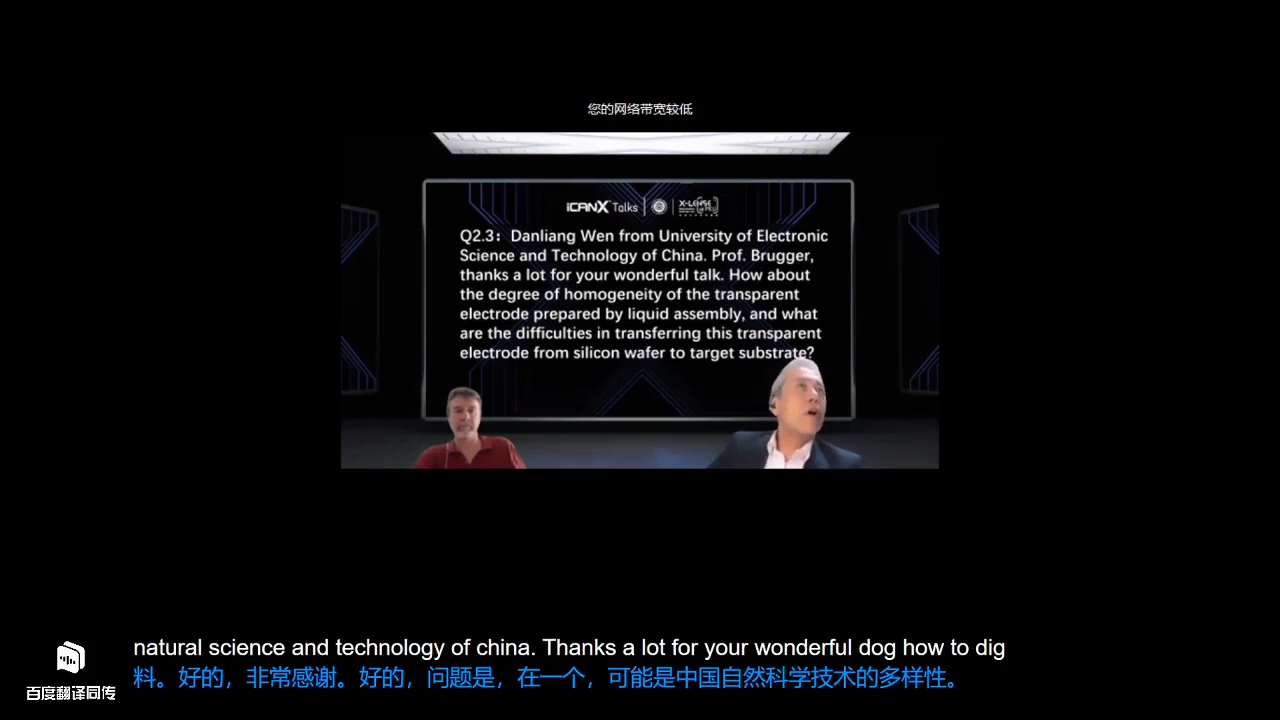 您的网络带宽较低
iCANX Talks
X-LENSE
Q2.3：Danliang Wen from University of Electronic
Science and Technology of China. Prof. Brugger,
thanks a lot for your wonderful talk. How about
the degree of homogeneity of the transparent
electrode prepared by liquid assembly, and what
are the difficulties in transferring this transparent
electrode from silicon wafer to target substrate?
natural science and technology of china. Thanks a lot for your wonderful dog how to dig
料。好的，非常感谢。好的，问题是，在一个，可能是中国自然科学技术的多样性。
百度翻译同传